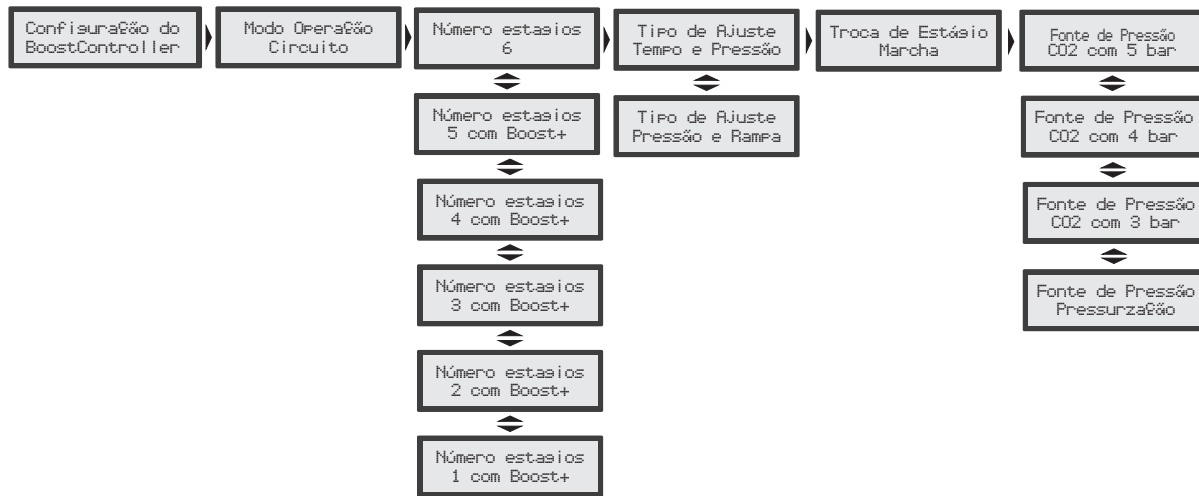 Configuração do
BoostController
Modo Operação
Circuito
Número estagios
6
Número estagios
5 com Boost+
Número estagios
4 com Boost+
Número estagios
3 com Boost+
Número estagios
2 com Boost+
Número estagios
1 com Boost+
Tipo de Ajuste
Tempo e Pressão
Tipo de Ajuste
Pressão e Rampa
Troca de Estágio
Marcha
Fonte de Pressão
CO2 com 5 bar
Fonte de Pressão
CO2 com 4 bar
Fonte de Pressão
CO2 com 3 bar
Fonte de Pressão
Pressurzação